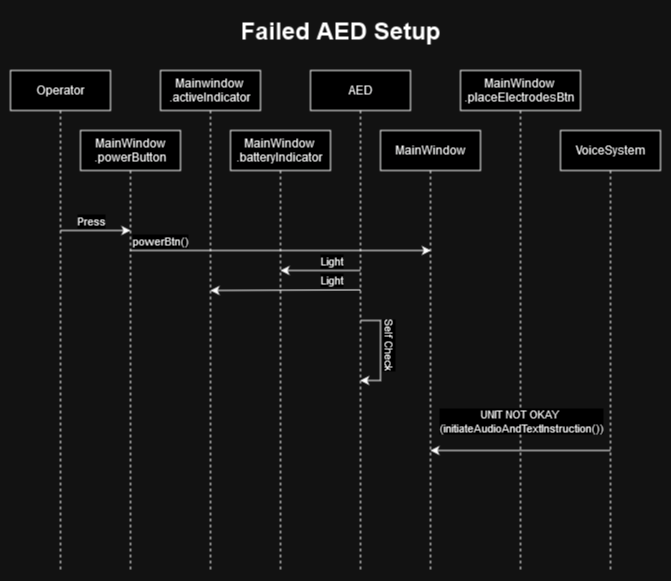 Failed AED Setup
Operator
Mainwindow
.activeIndicator
AED
MainWindow
.placeElectrodesBtn
MainWindow
.powerButton
MainWindow
.batteryIndicator
MainWindow
VoiceSystem
Press
powerBtn()
Light
Light
Self Check
UNIT NOT OKAY
(initiateAudioAndTextInstruction())